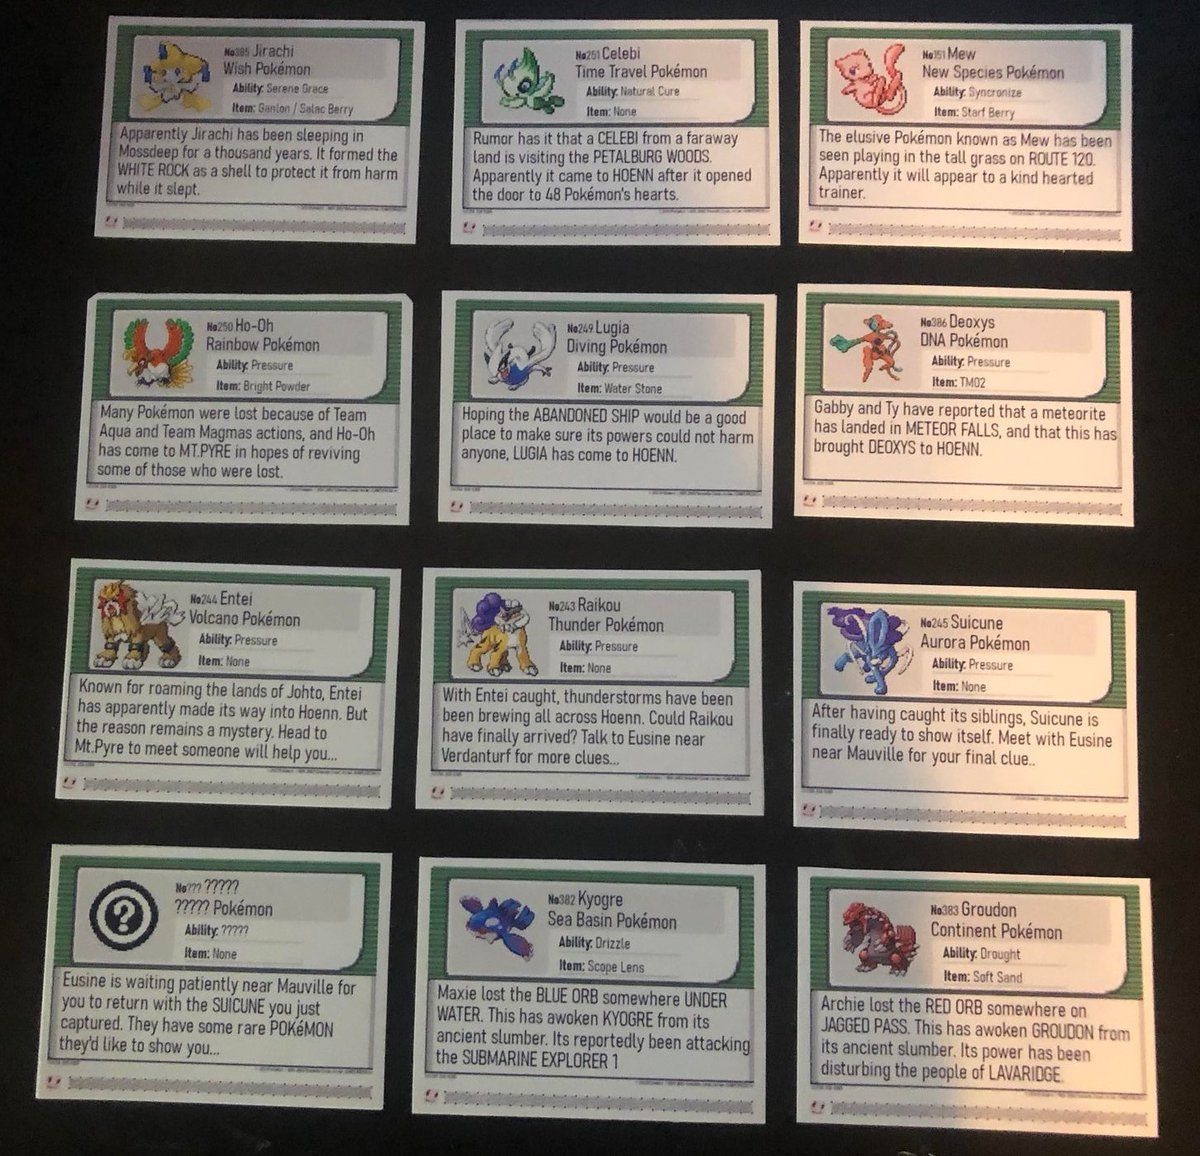 No385 Jirachi
Wish Pokémon
Ability: Serene Grace
Item: Ganlon / Salac Berry
Apparently Jirachi has been sleeping in
Mossdeep for a thousand years. It formed the
WHITE ROCK as a shell to protect it from harm
while it slept.
No251 Celebi
Time Travel Pokémon
Ability: Natural Cure
Item: None
Rumor has it that a CELEBI from a faraway
land is visiting the PETALBURG WOODS.
Apparently it came to HOENN after it opened
the door to 48 Pokémon's hearts.
No151 Mew
New Species Pokémon
Ability: Syncronize
Item: Starf Berry
The elusive Pokémon known as Mew has been
seen playing in the tall grass on ROUTE 120.
Apparently it will appear to a kind hearted
trainer.
No250 Ho-Oh
Rainbow Pokémon
Ability: Pressure
Item: Bright Powder
Many Pokémon were lost because of Team
Aqua and Team Magmas actions, and Ho-Oh
has come to MT.PYRE in hopes of reviving
some of those who were lost.
No249 Lugia
Diving Pokémon
Ability: Pressure
Item: Water Stone
Hoping the ABANDONED SHIP would be a good
place to make sure its powers could not harm
anyone, LUGIA has come to HOENN.
No386 Deoxys
DNA Pokémon
Ability: Pressure
Item: TM02
Gabby and Ty have reported that a meteorite
has landed in METEOR FALLS, and that this has
brought DEOXYS to HOENN.
No244 Entei
Volcano Pokémon
Ability: Pressure
Item: None
Known for roaming the lands of Johto, Entei
has apparently made its way into Hoenn. But
the reason remains a mystery. Head to
Mt.Pyre to meet someone will help you...
No243 Raikou
Thunder Pokémon
Ability: Pressure
Item: None
With Entei caught, thunderstorms have been
been brewing all across Hoenn. Could Raikou
have finally arrived? Talk to Eusine near
Verdanturf for more clues...
No245 Suicune
Aurora Pokémon
Ability: Pressure
Item: None
After having caught its siblings, Suicune is
finally ready to show itself. Meet with Eusine
near Mauville for your final clue..
No??? ?????
????? Pokémon
Ability: ?????
Item: None
Eusine is waiting patiently near Mauville for
you to return with the SUICUNE you just
captured. They have some rare POKéMON
they'd like to show you...
No382 Kyogre
Sea Basin Pokémon
Ability: Drizzle
Item: Scope Lens
Maxie lost the BLUE ORB somewhere UNDER
WATER. This has awoken KYOGRE from its
ancient slumber. Its reportedly been attacking
the SUBMARINE EXPLORER 1
No383 Groudon
Continent Pokémon
Ability: Drought
Item: Soft Sand
Archie lost the RED ORB somewhere on
JAGGED PASS. This has awoken GROUDON from
its ancient slumber. Its power has been
disturbing the people of LAVARIDGE.